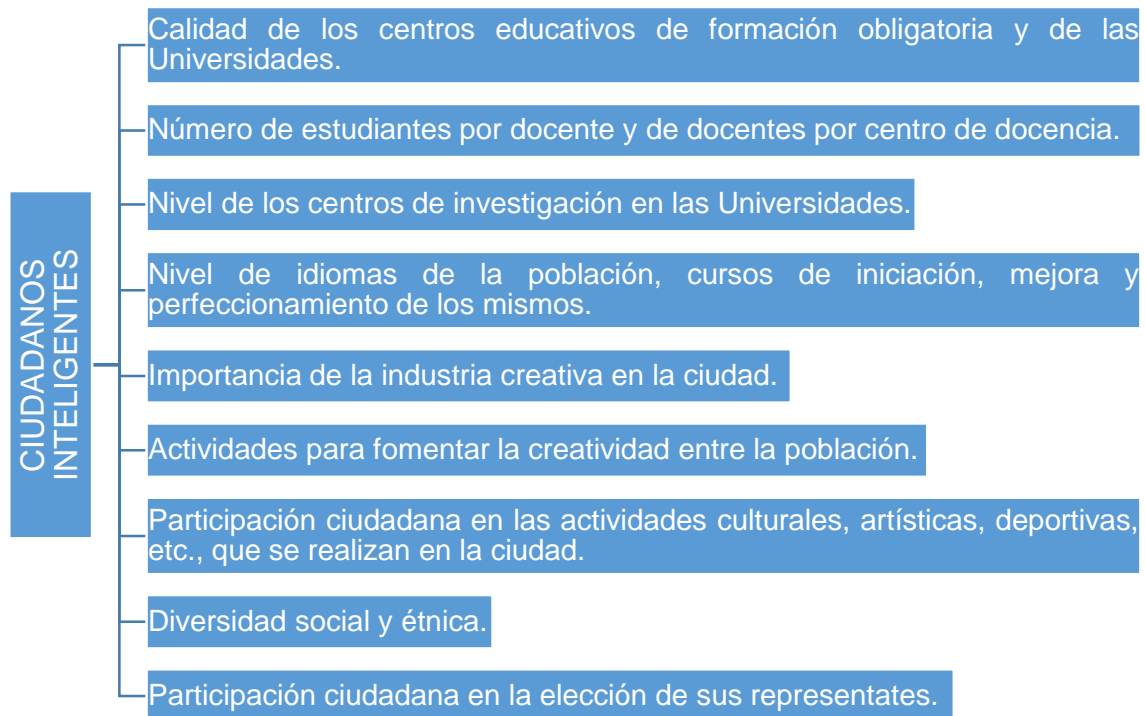 CIUDADANOS
INTELIGENTES
Calidad de los centros educativos de formación obligatoria y de las
Universidades.
Número de estudiantes por docente y de docentes por centro de docencia.
Nivel de los centros de investigación en las Universidades.
Nivel de idiomas de la población, cursos de iniciación, mejora y
perfeccionamiento de los mismos.
Importancia de la industria creativa en la ciudad.
Actividades para fomentar la creatividad entre la población.
Participación ciudadana en las actividades culturales, artísticas, deportivas,
etc., que se realizan en la ciudad.
Diversidad social y étnica.
Participación ciudadana en la elección de sus representates.